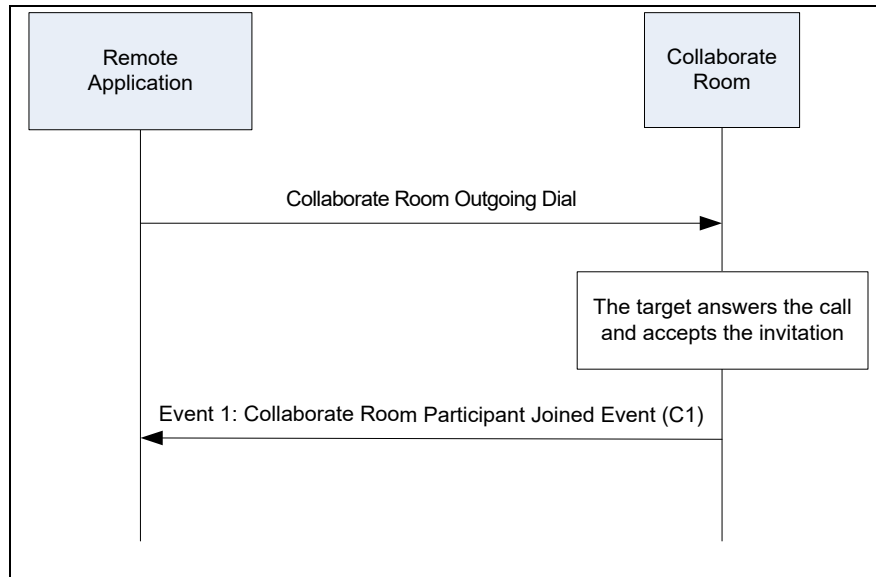 Remote
Application
Collaborate
Room
Collaborate Room Outgoing Dial
The target answers the call
and accepts the invitation
Event 1: Collaborate Room Participant Joined Event (C1)